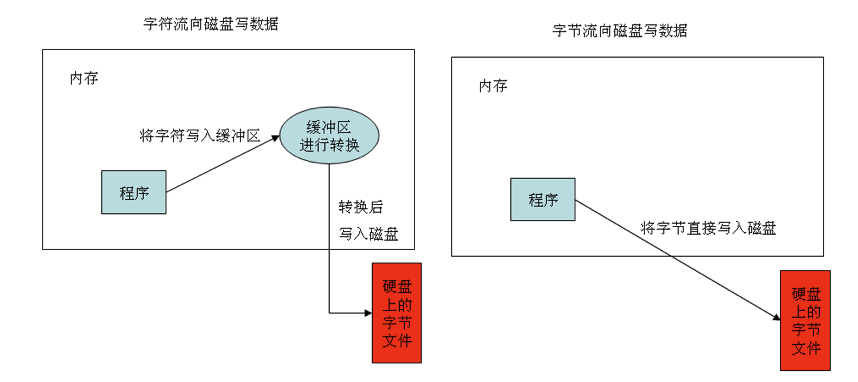 字符流向磁盘写数据
内存
将字符写入缓冲区
缓冲区
进行转换
程序
转换后
写入磁盘
硬盘
上的
字节
文件
字节流向磁盘写数据
内存
程序
将字节直接写入磁盘
硬盘
上的
字节
文件